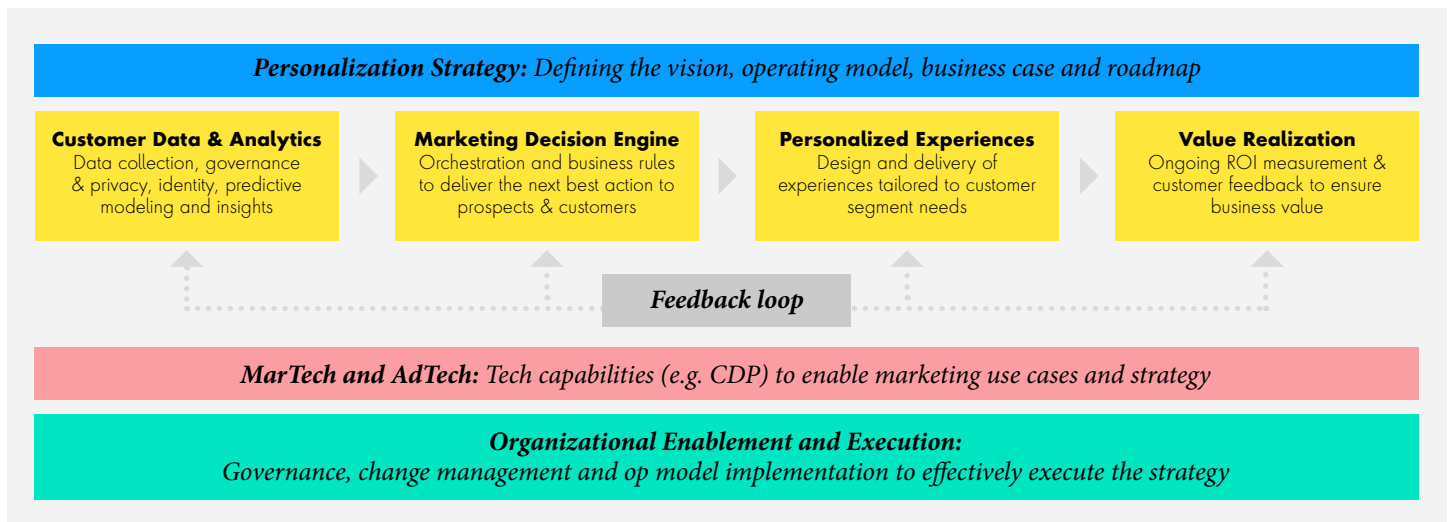 Personalization Strategy: Defining the vision, operating model, business case and roadmap
Customer Data & Analytics
Data collection, governance
& privacy, identity, predictive
modeling and insights
Marketing Decision Engine
Orchestration and business rules
to deliver the next best action to
prospects & customers
Personalized Experiences
Design and delivery of
experiences tailored to customer
segment needs
Value Realization
Ongoing ROI measurement &
customer feedback to ensure
business value
Feedback loop
MarTech and AdTech: Tech capabilities (e.g. CDP) to enable marketing use cases and strategy
Organizational Enablement and Execution:
Governance, change management and op model implementation to effectively execute the strategy